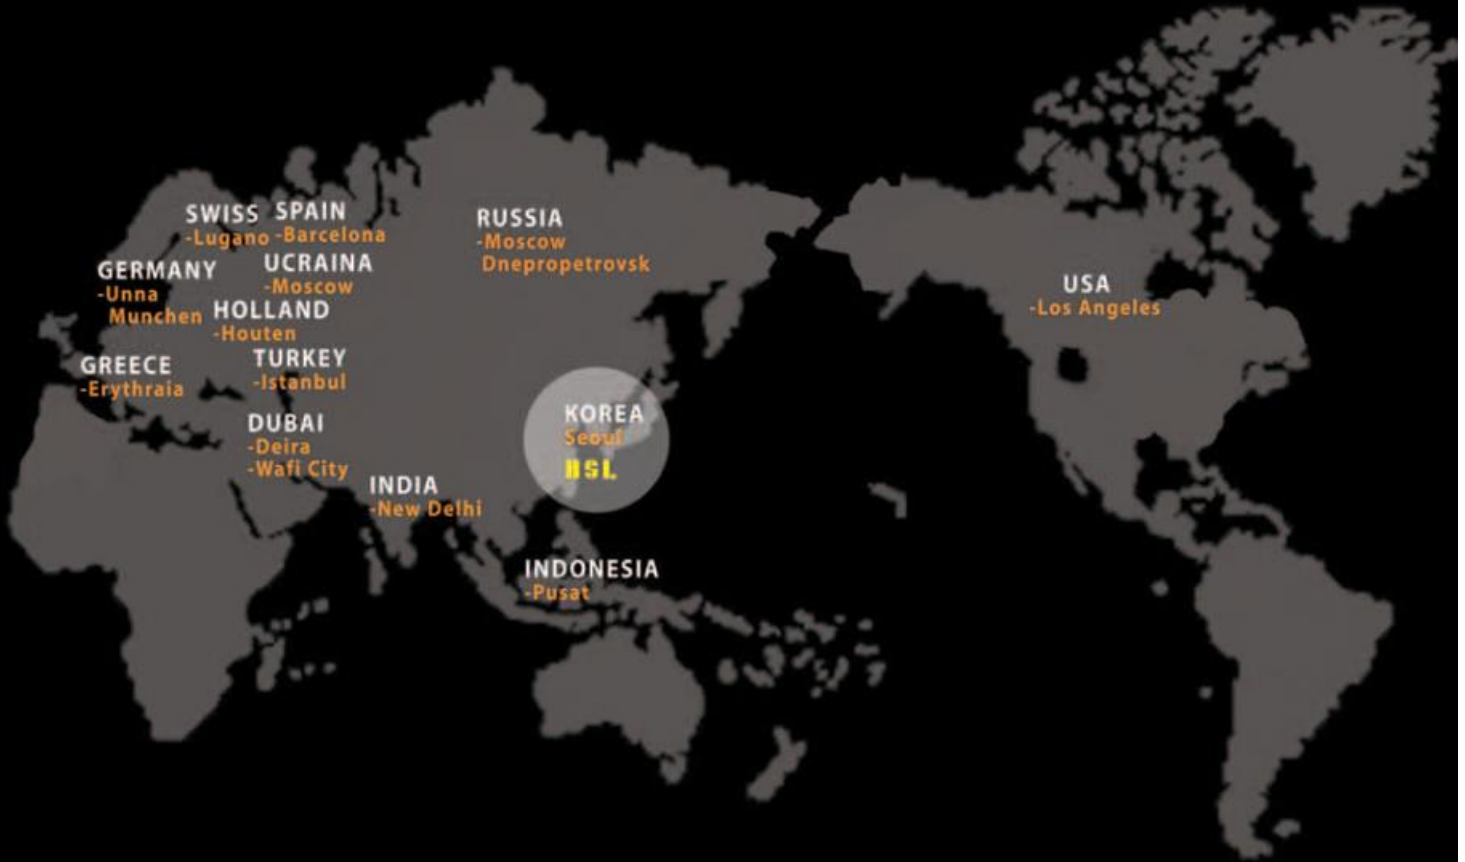 SWISS
-Lugano
SPAIN
-Barcelona
RUSSIA
-Moscow
Dnepropetrovsk
GERMANY
-Unna
Munchen
UCRAINA
-Moscow
HOLLAND
-Houten
USA
-Los Angeles
GREECE
-Erythraia
TURKEY
-Istanbul
DUBAI
-Deira
-Wafi City
KOREA
Seoul
BSL
INDIA
-New Delhi
INDONESIA
-Pusat